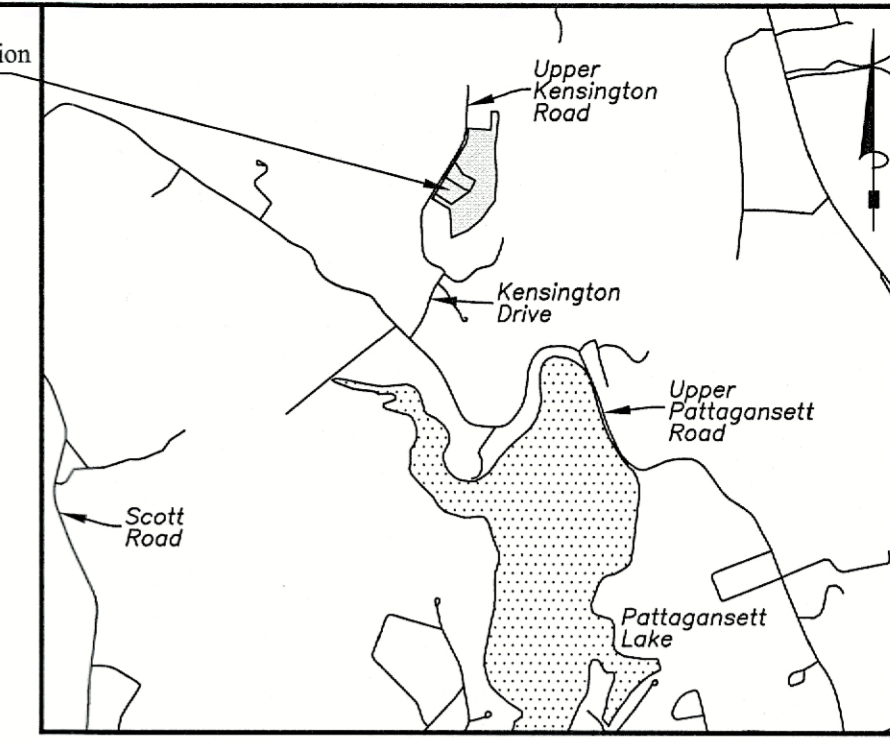 ion
Upper
Kensington
Road
Kensington
Drive
Upper
Pattagansett
Road
Scott
Road
Pattagansett
Lake